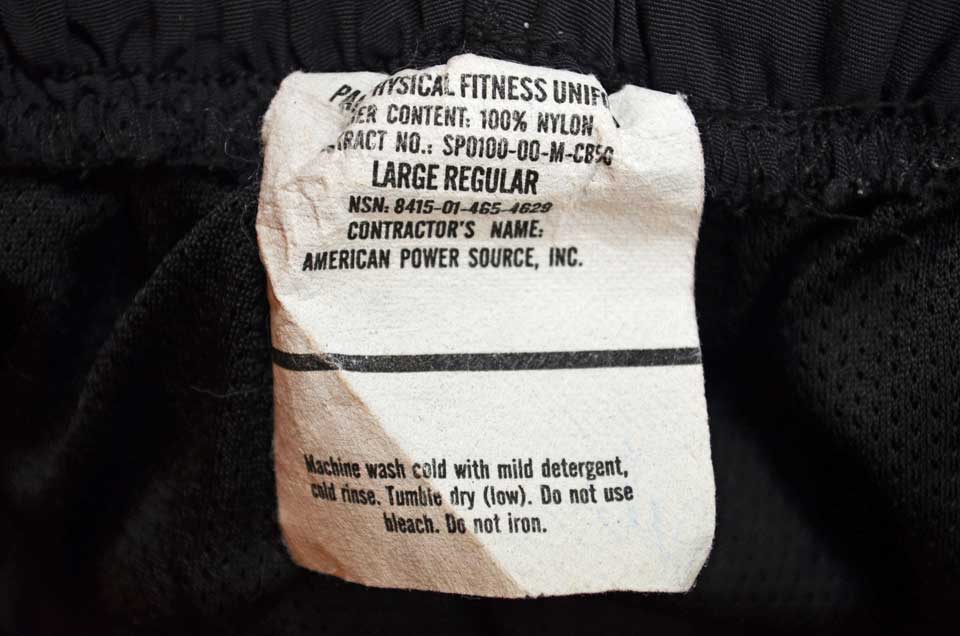 PHYSICAL FITNESS UNIF
ER CONTENT: 100% NYLON
RACT NO.: SP0100-00-M-CB
LARGE REGULAR
NSN: 8415-01-465-4629
CONTRACTOR'S NAME:
AMERICAN POWER SOURCE, INC.
Machine wash cold with mild detergent,
cold rinse. Tumble dry (low). Do not use
bleach. Do not iron.